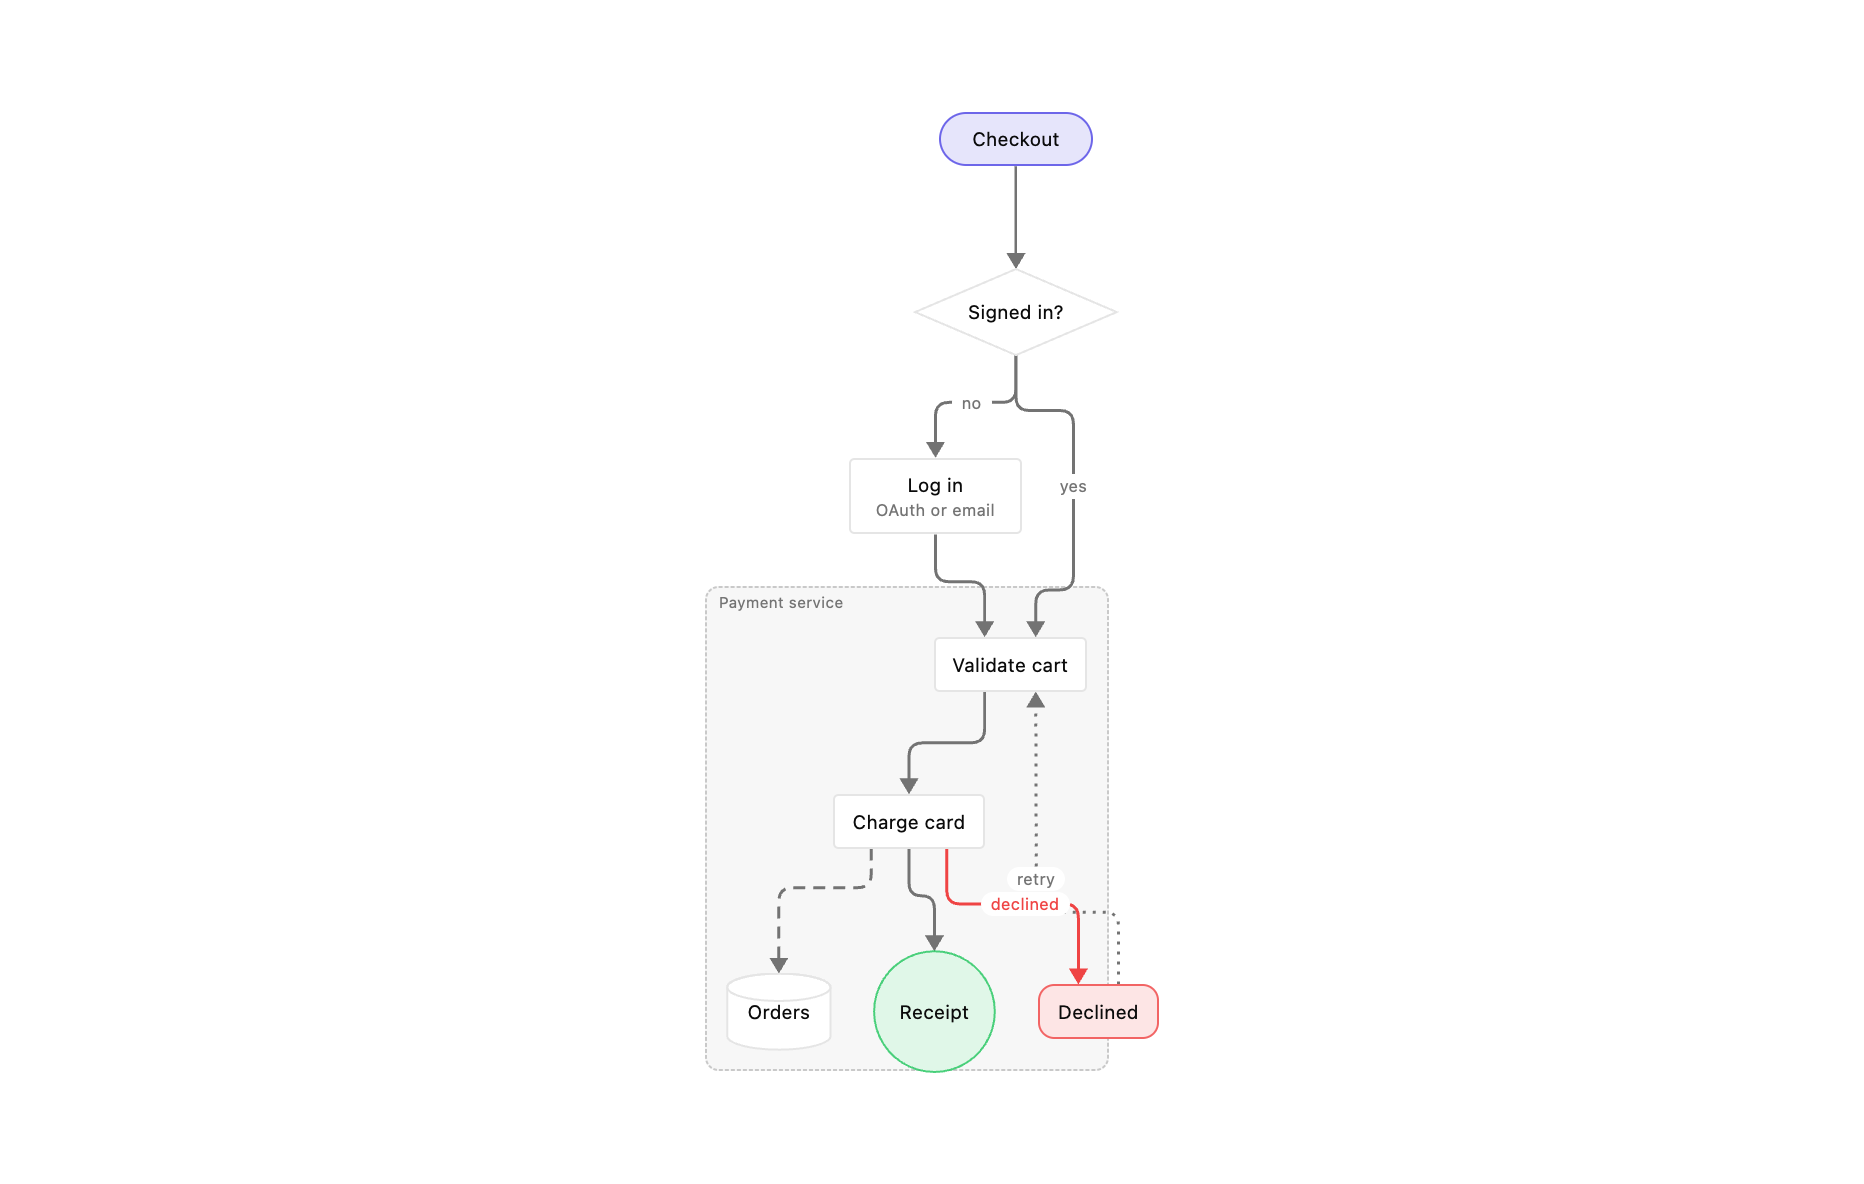 Checkout
Signed in?
no
yes
Log in
OAuth or email
Payment service
Validate cart
Charge card
retry
declined
Orders
Receipt
Declined